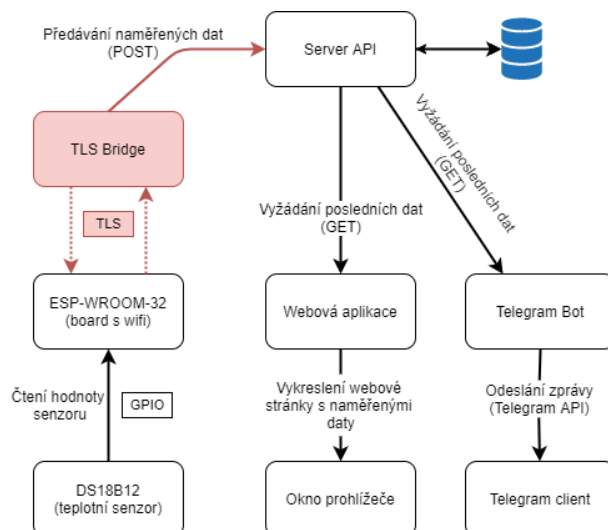 Předávání naměřených dat
(POST)
Server API
TLS Bridge
Vyžádání posledních dat
(GET)
TLS
Vyžádání posledních dat
(GET)
ESP-WROOM-32
(board s wifi)
Webová aplikace
Telegram Bot
Čtení hodnoty
senzoru
GPIO
Vykreslení webové
stránky s naměřenými
daty
Odeslání zprávy
(Telegram API)
DS18B12
(teplotní senzor)
Okno prohlížeče
Telegram client